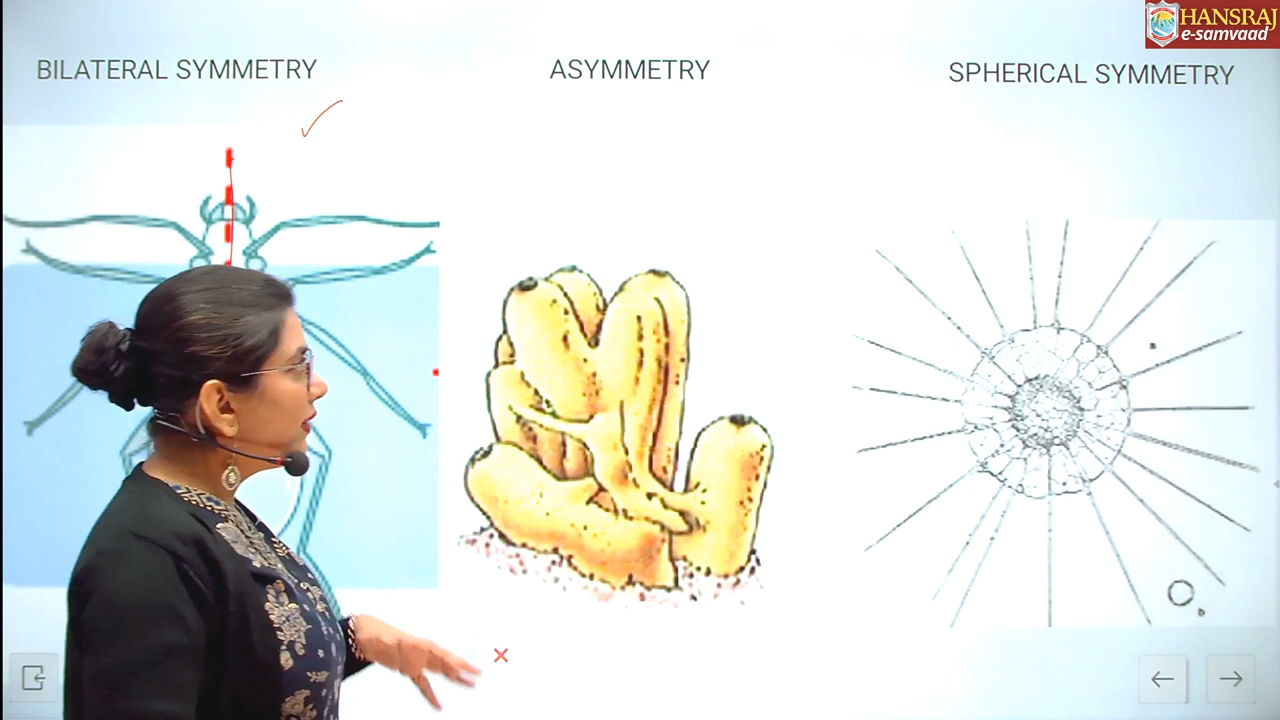 HANSRAJ
e-samvaad
BILATERAL SYMMETRY
ASYMMETRY
SPHERICAL SYMMETRY